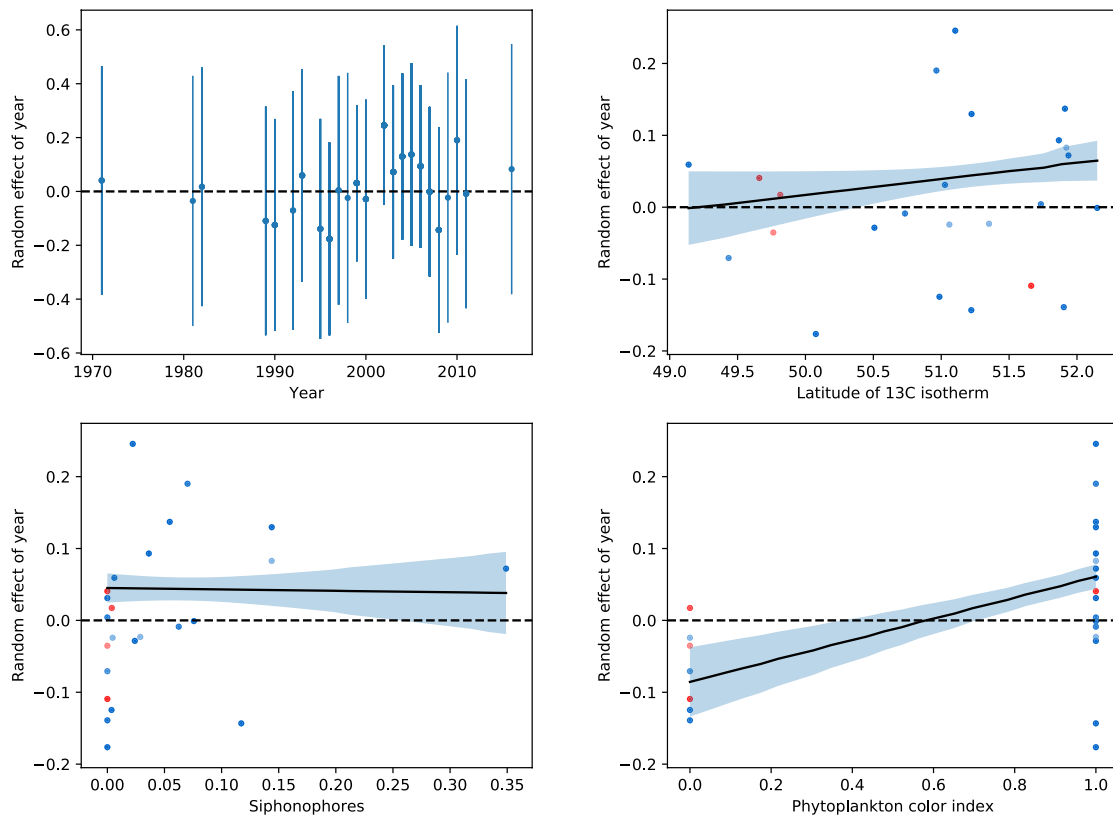 0.6
0.4
0.2
0.0
−0.2
−0.4
−0.6
Random effect of year
1970 1980 1990 2000 2010
Year
0.2
0.1
0.0
−0.1
−0.2
Random effect of year
49.0 49.5 50.0 50.5 51.0 51.5 52.0
Latitude of 13C isotherm
0.2
0.1
0.0
−0.1
−0.2
Random effect of year
0.00 0.05 0.10 0.15 0.20 0.25 0.30 0.35
Siphonophores
0.2
0.1
0.0
−0.1
−0.2
Random effect of year
0.0 0.2 0.4 0.6 0.8 1.0
Phytoplankton color index